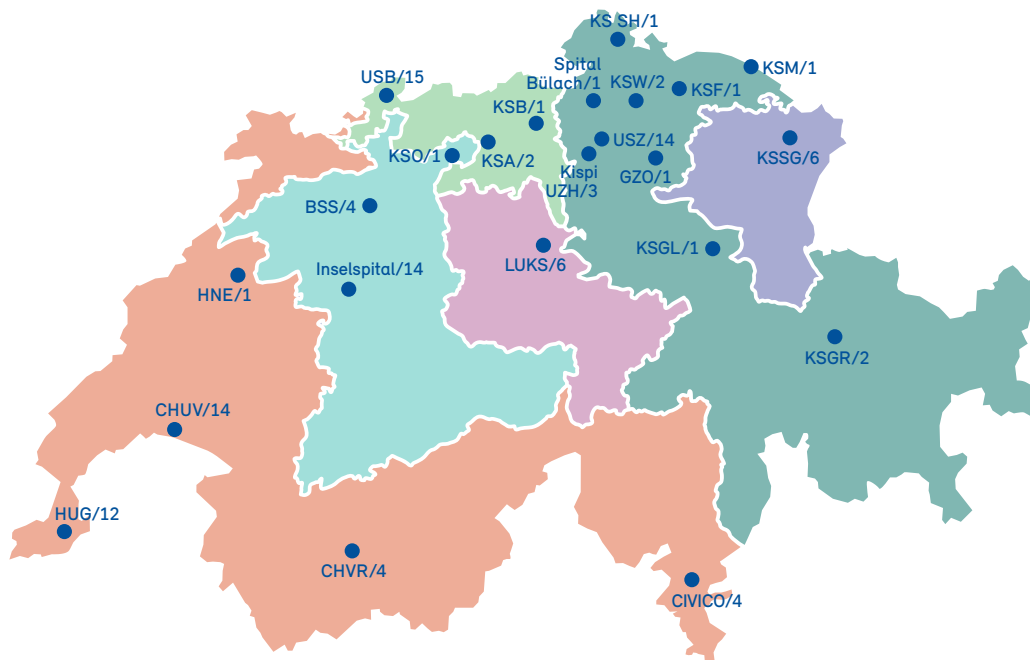 KS SH/1
KSM/1
Spital
Bülach/1
KSW/2
KSF/1
USB/15
KSB/1
KSO/1
KSA/2
USZ/14
Kispi
UZH/3
GZO/1
KSSG/6
BSS/4
LUKS/6
KSGL/1
Inselspital/14
HNE/1
KSGR/2
CHUV/14
HUG/12
CHVR/4
CIVICO/4